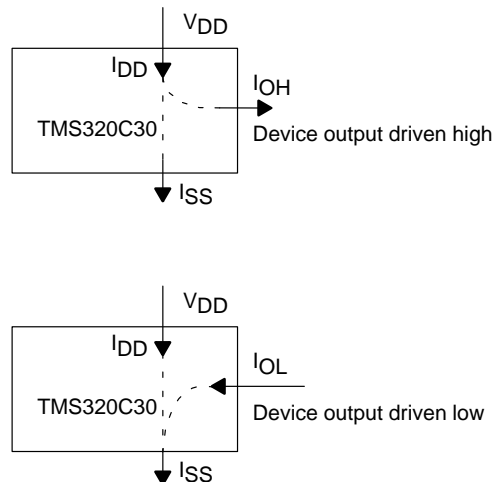 VDD
IDD
IOH
TMS320C30
Device output driven high
ISS
VDD
IDD
IOL
TMS320C30
Device output driven low
ISS